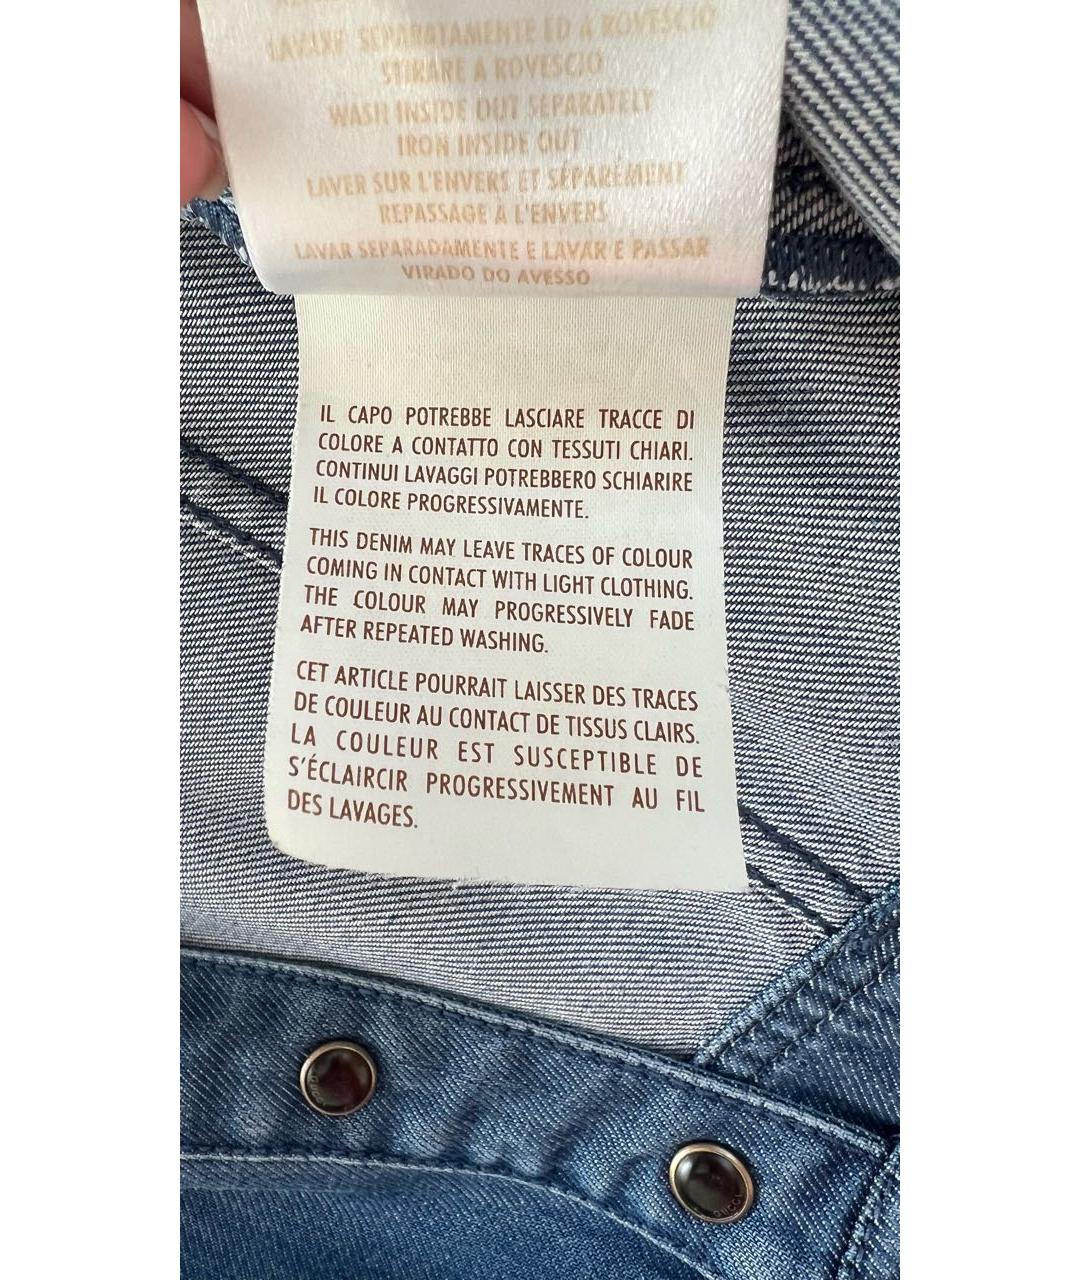 LAVARE SEPARATAMENTE ED A ROVESCIO
STIRARE A ROVESCIO
WASH INSIDE OUT SEPARATELY
IRON INSIDE OUT
LAVER SUR L'ENVERS ET SÉPARÉMENT
REPASSAGE À L'ENVERS
LAVAR SEPARADAMENTE E LAVAR E PASSAR
VIRADO DO AVESSO
IL CAPO POTREBBE LASCIARE TRACCE DI
COLORE A CONTATTO CON TESSUTI CHIARI.
CONTINUI LAVAGGI POTREBBERO SCHIARIRE
IL COLORE PROGRESSIVAMENTE.
THIS DENIM MAY LEAVE TRACES OF COLOUR
COMING IN CONTACT WITH LIGHT CLOTHING.
THE COLOUR MAY PROGRESSIVELY FADE
AFTER REPEATED WASHING.
CET ARTICLE POURRAIT LAISSER DES TRACES
DE COULEUR AU CONTACT DE TISSUS CLAIRS.
LA COULEUR EST SUSCEPTIBLE DE
S'ÉCLAIRCIR PROGRESSIVEMENT AU FIL
DES LAVAGES.
GUCCI